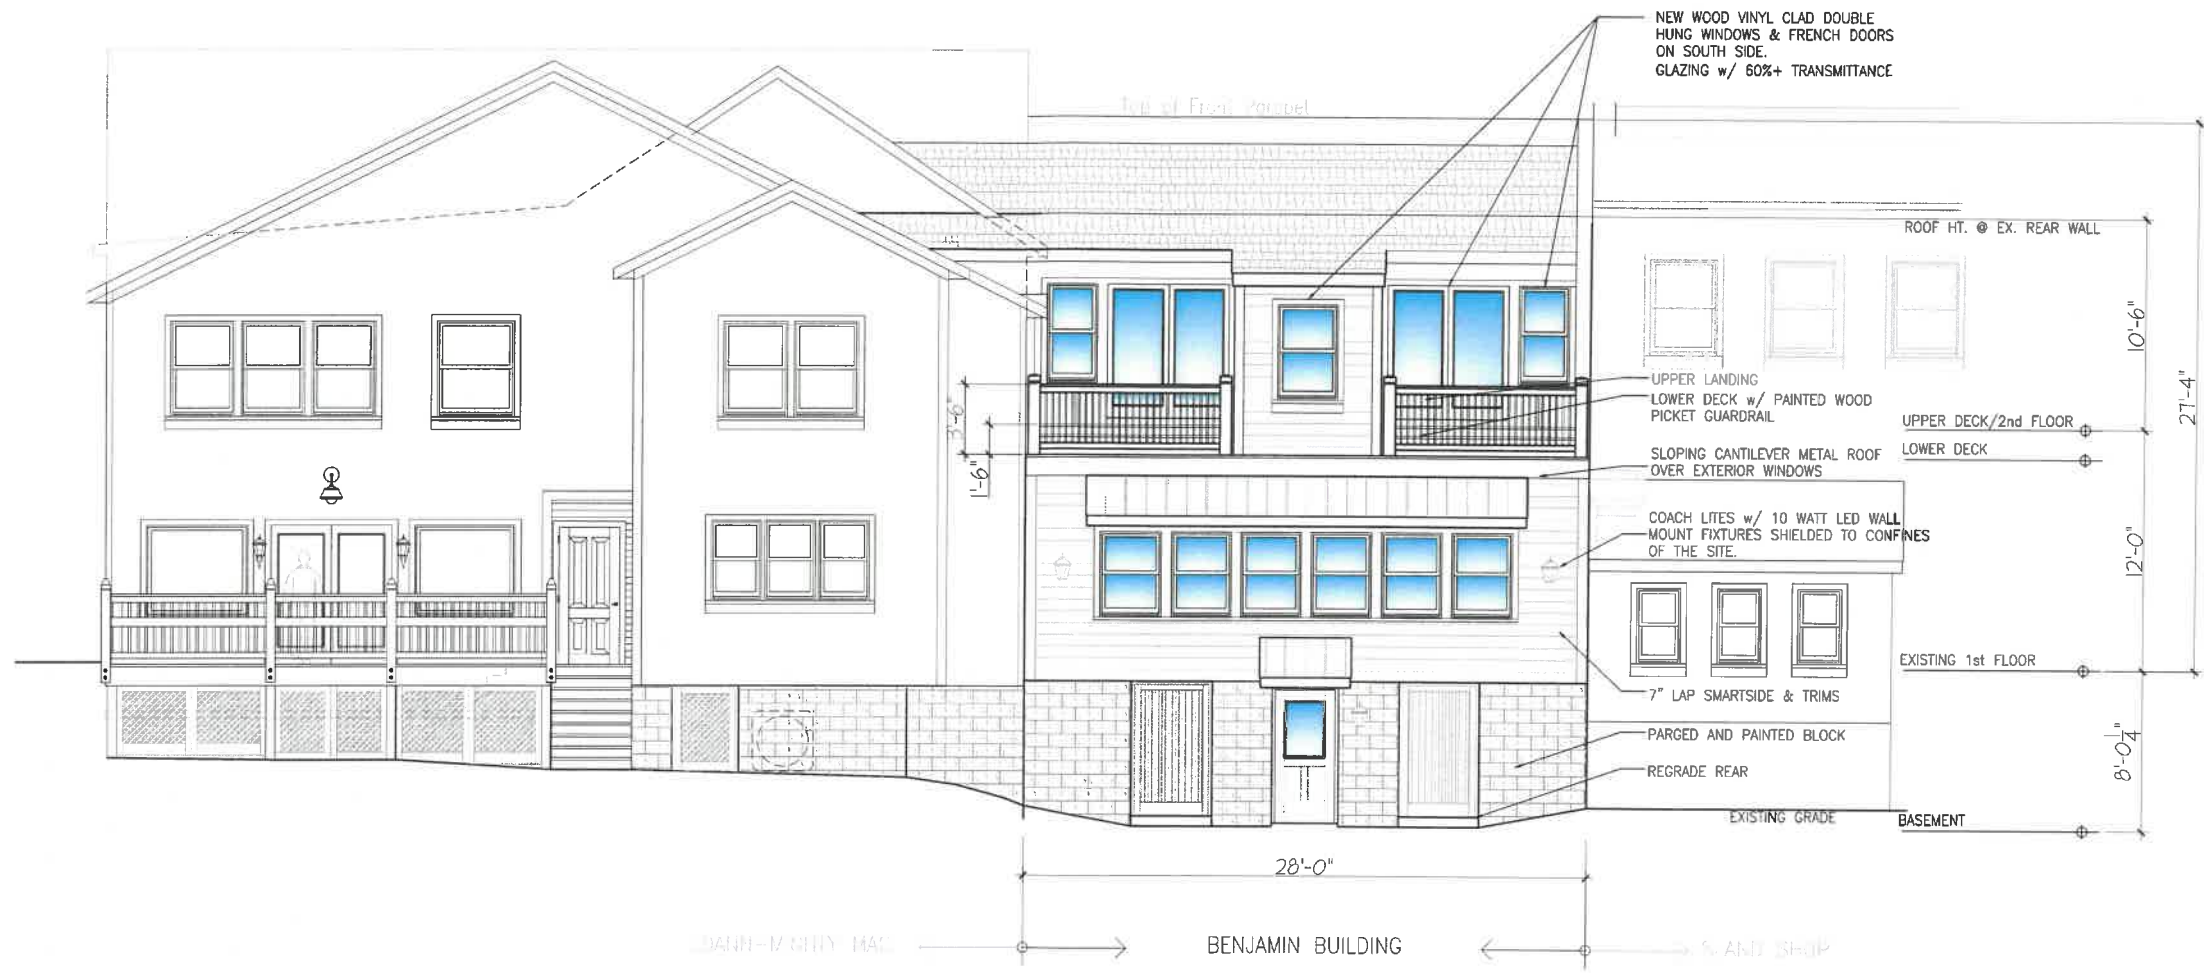 NEW WOOD VINYL CLAD DOUBLE
HUNG WINDOWS & FRENCH DOORS
ON SOUTH SIDE.
GLAZING w/ 60%+ TRANSMITTANCE
Top of Front Parapet
ROOF HT. @ EX. REAR WALL
10'-6"
27'-4"
UPPER LANDING
LOWER DECK w/ PAINTED WOOD
PICKET GUARDRAIL
UPPER DECK/2nd FLOOR
LOWER DECK
3'-6"
1'-6"
SLOPING CANTILEVER METAL ROOF
OVER EXTERIOR WINDOWS
COACH LITES w/ 10 WATT LED WALL
MOUNT FIXTURES SHIELDED TO CONFINES
OF THE SITE.
12'-0"
EXISTING 1st FLOOR
7" LAP SMARTSIDE & TRIMS
PARGED AND PAINTED BLOCK
8'-0 1/4"
REGRADE REAR
EXISTING GRADE
BASEMENT
28'-0"
BENJAMIN BUILDING
AND SHOP